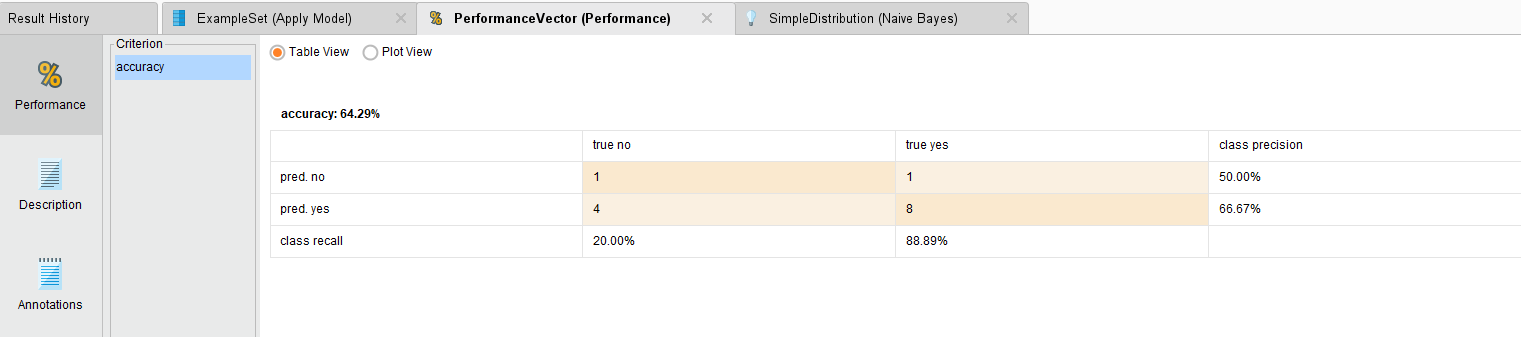 Result History
ExampleSet (Apply Model)
PerformanceVector (Performance)
SimpleDistribution (Naive Bayes)
%
Performance
Description
Annotations
Criterion
accuracy
Table View
Plot View
accuracy: 64.29%
true no true yes class precision
pred. no 1 1 50.00%
pred. yes 4 8 66.67%
class recall 20.00% 88.89%